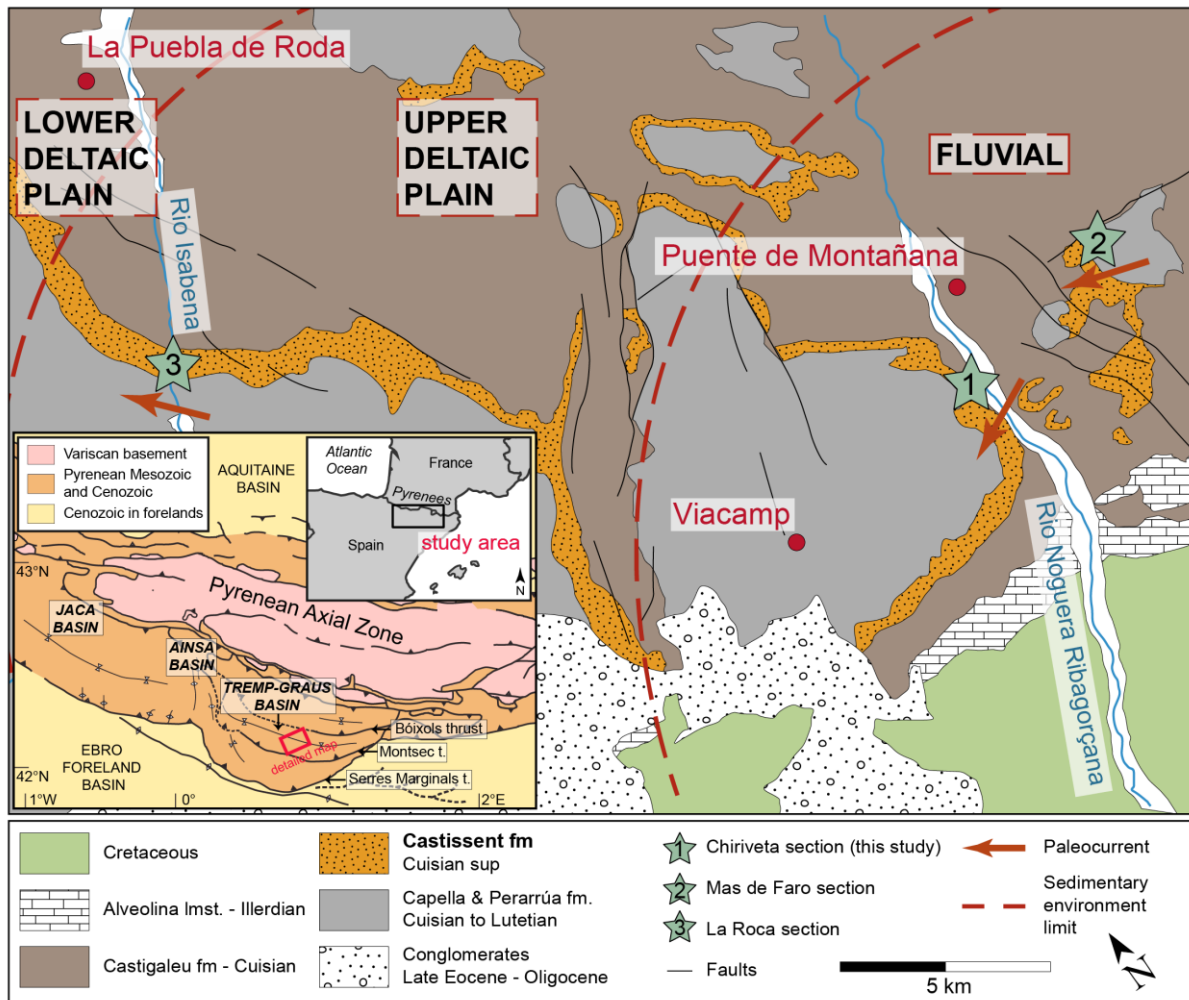 La Puebla de Roda
LOWER
DELTAIC
PLAIN
UPPER
DELTAIC
PLAIN
FLUVIAL
Rio Isabena
Puente de Montañana
2
3
1
Viacamp
Rio Noguera Ribagorçana
Variscan basement
Pyrenean Mesozoic
and Cenozoic
Cenozoic in forelands
AQUITAINE
BASIN
Atlantic
Ocean
France
Pyrenees
Spain
study area
N
43°N
Pyrenean Axial Zone
JACA
BASIN
AINSA
BASIN
TREMP-GRAUS
BASIN
Bóixols thrust
detailed map
Montsec t.
EBRO
FORELAND
BASIN
Serres Marginals t.
42°N
1°W
0°
2°E
Cretaceous
Alveolina lmst. - Illerdian
Castigaleu fm - Cuisian
Castissent fm
Cuisian sup
Capella & Perarrúa fm.
Cuisian to Lutetian
Conglomerates
Late Eocene - Oligocene
1 Chiriveta section (this study)
2 Mas de Faro section
3 La Roca section
Faults
Paleocurrent
Sedimentary
environment
limit
5 km
N